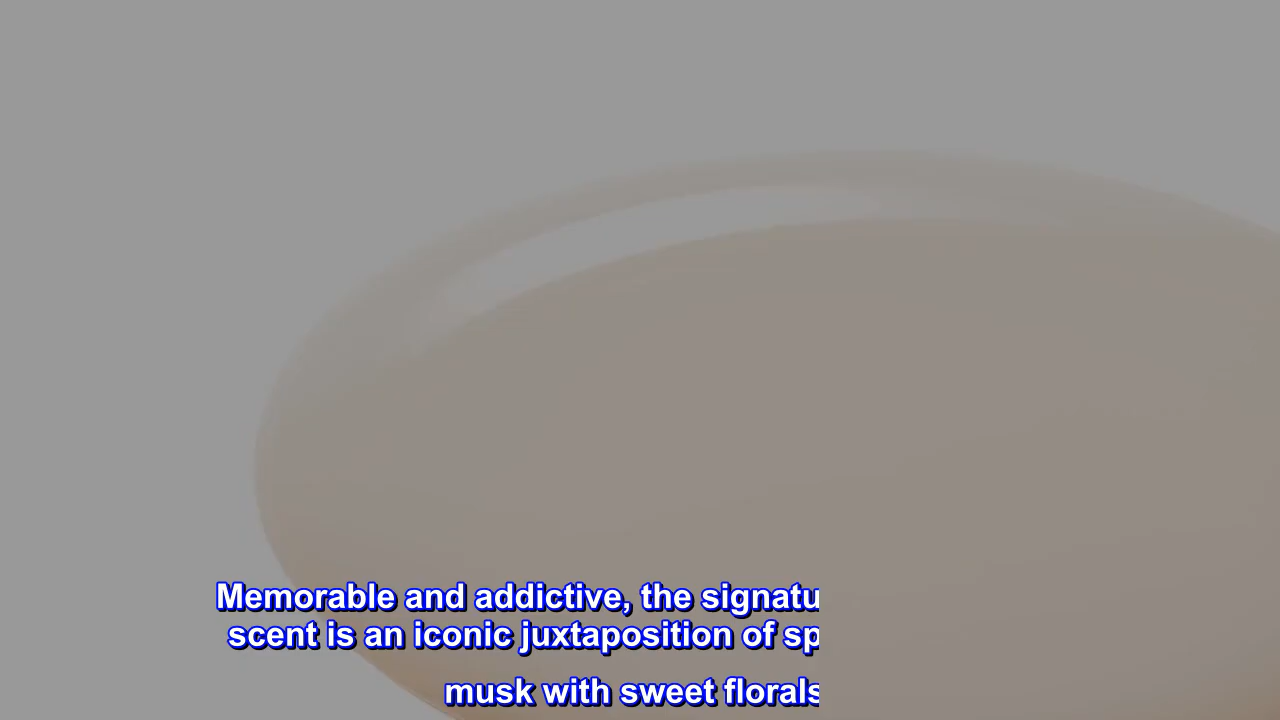 Memorable and addictive, the signatu
scent is an iconic juxtaposition of sp
musk with sweet florals